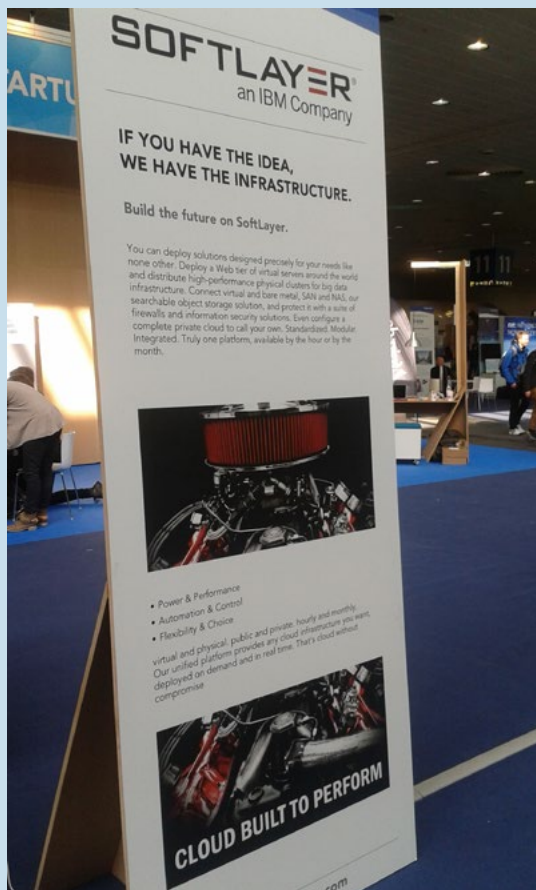 SOFTLAYER®
an IBM Company
IF YOU HAVE THE IDEA,
WE HAVE THE INFRASTRUCTURE.
Build the future on SoftLayer.
You can deploy solutions designed precisely for your needs like
none other. Deploy a Web tier of virtual servers around the world
and distribute high-performance physical clusters for big data
infrastructure. Connect virtual and bare metal, SAN and NAS, our
searchable object storage solution, and protect it with a suite of
firewalls and information security solutions. Even configure a
complete private cloud to call your own. Standardized. Modular.
Integrated. Truly one platform, available by the hour or by the
month.
• Power & Performance
• Automation & Control
• Flexibility & Choice
virtual and physical. public and private. hourly and monthly.
Our unified platform provides any cloud infrastructure you want,
deployed on demand and in real time. That's cloud without
compromise
CLOUD BUILT TO PERFORM
.com
TARTU
11 11